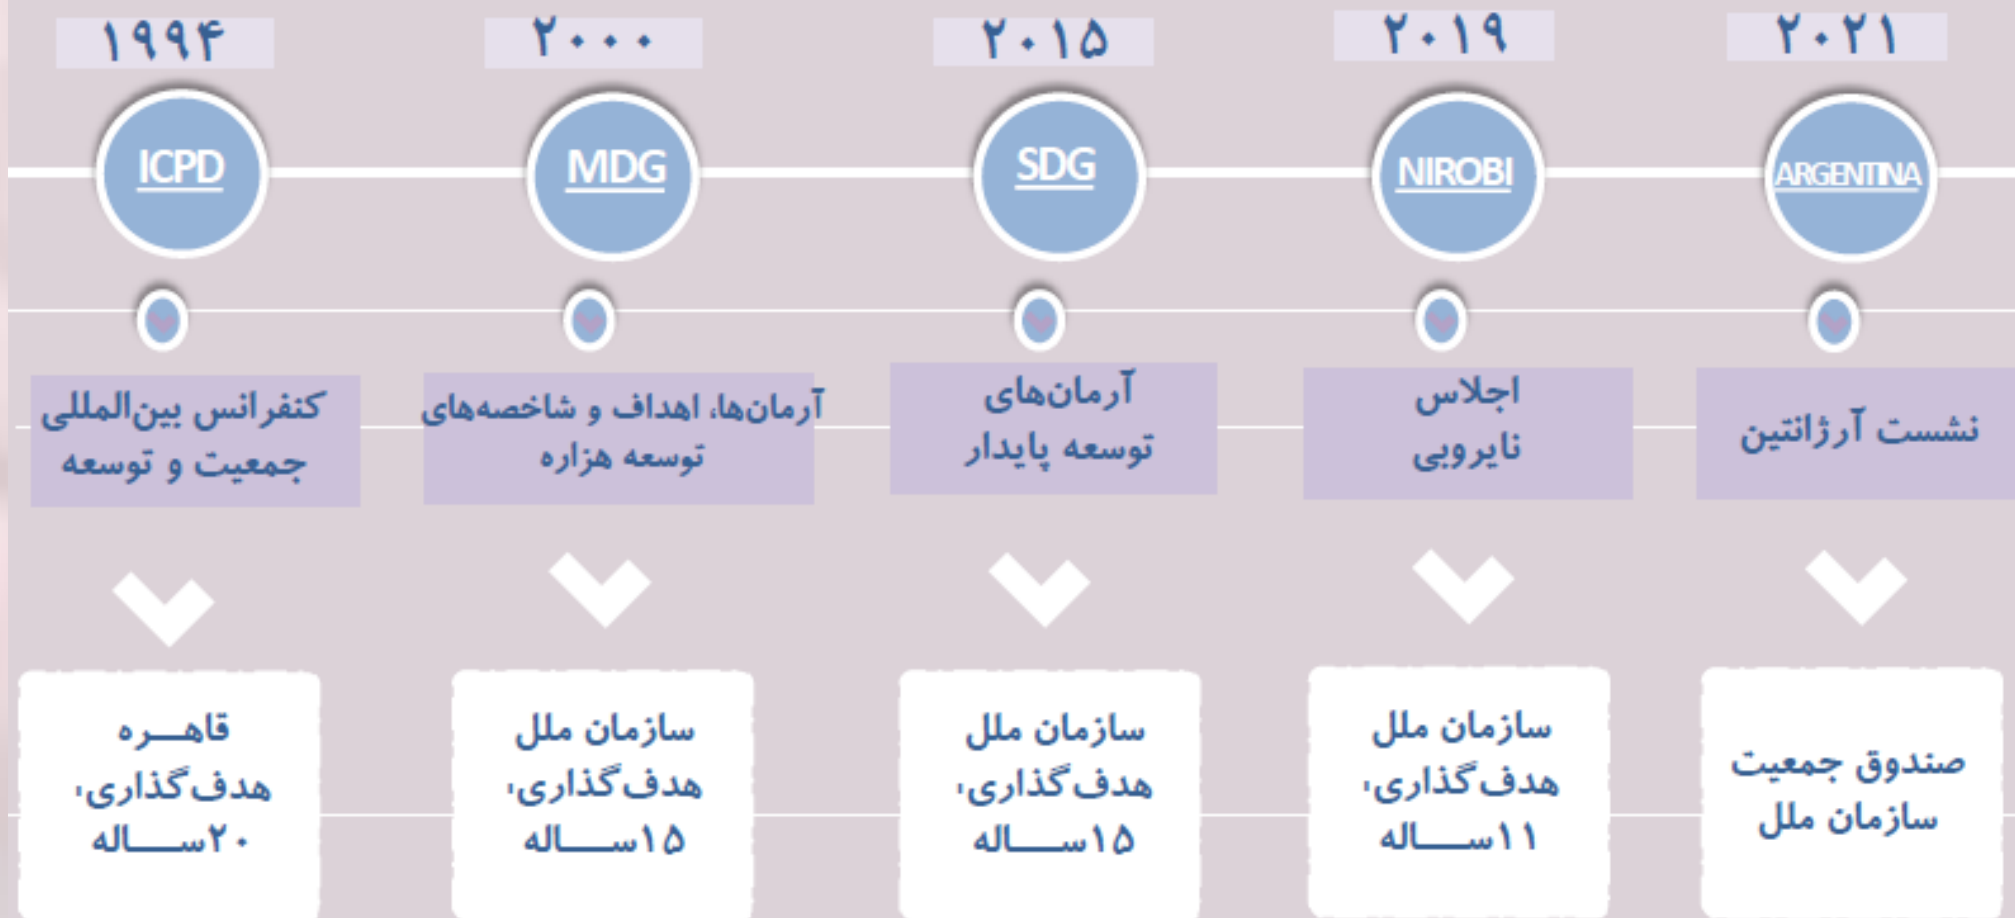 ۱۹۹۴
ICPD
کنفرانس بین‌المللی
جمعیت و توسعه
قاهــره
هدف‌گذاری،
۲۰ســـاله
۲۰۰۰
MDG
آرمان‌ها، اهداف و شاخصه‌های
توسعه هزاره
سازمان ملل
هدف‌گذاری،
۱۵ســـاله
۲۰۱۵
SDG
آرمان‌های
توسعه پایدار
سازمان ملل
هدف‌گذاری،
۱۵ســـاله
۲۰۱۹
NIROBI
اجلاس
نایروبی
سازمان ملل
هدف‌گذاری،
۱۱ســـاله
۲۰۲۱
ARGENTINA
نشست آرژانتین
صندوق جمعیت
سازمان ملل